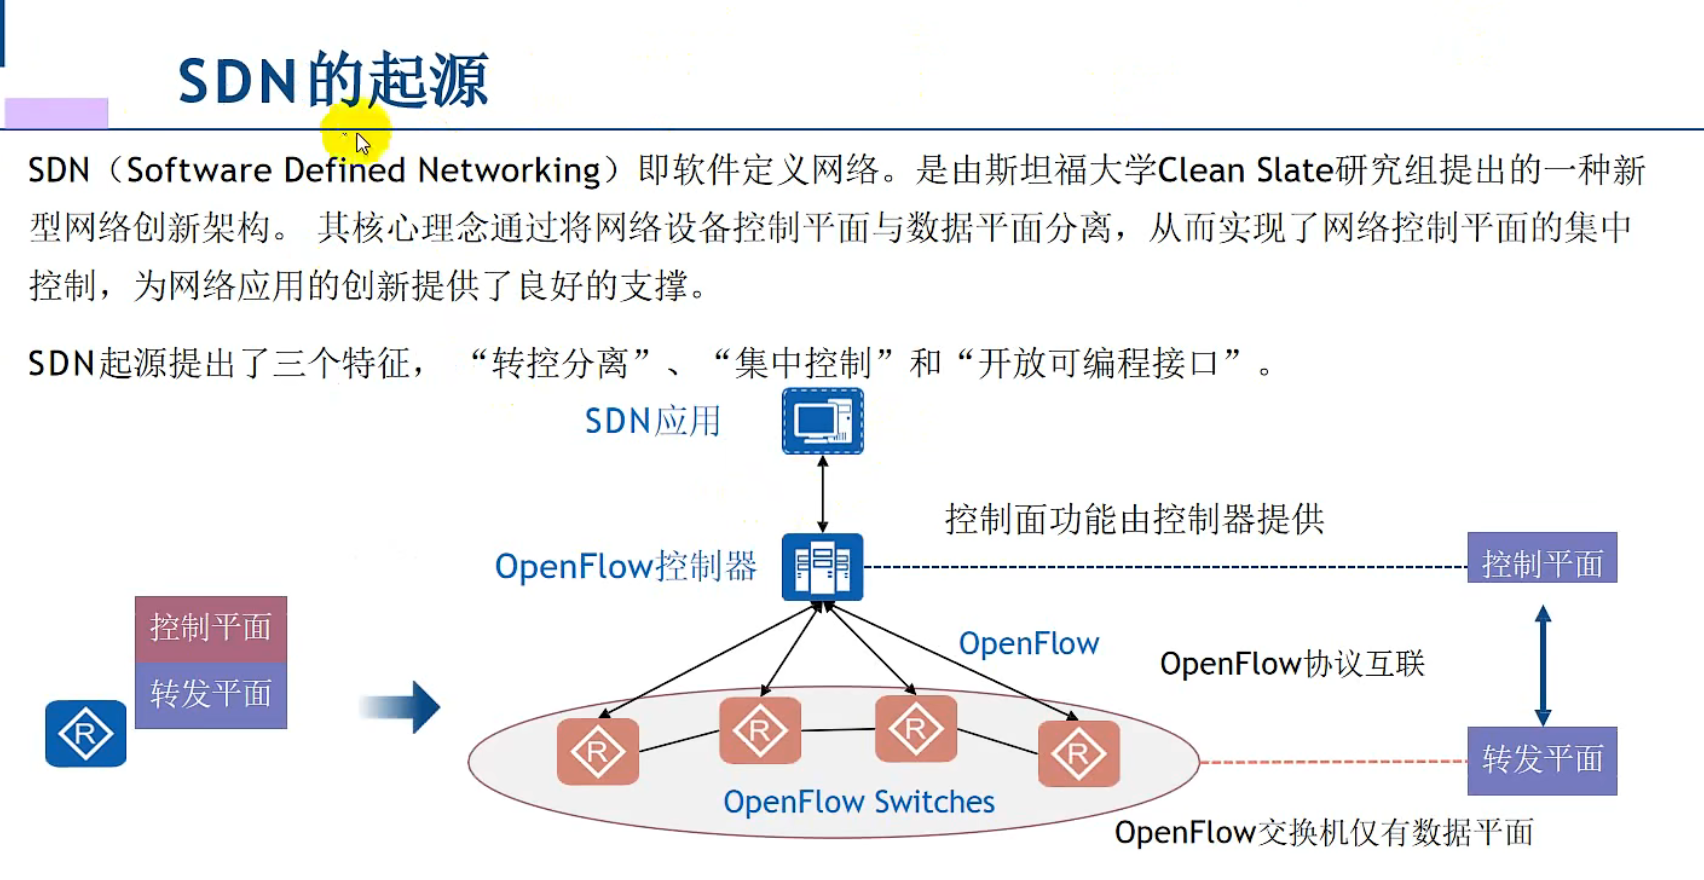 SDN的起源
SDN（Software Defined Networking）即软件定义网络。是由斯坦福大学Clean Slate研究组提出的一种新
型网络创新架构。 其核心理念通过将网络设备控制平面与数据平面分离，从而实现了网络控制平面的集中
控制，为网络应用的创新提供了良好的支撑。
SDN起源提出了三个特征， “转控分离”、“集中控制”和“开放可编程接口”。
SDN应用
控制面功能由控制器提供
OpenFlow控制器
控制平面
控制平面
转发平面
OpenFlow
OpenFlow协议互联
R
R
R
R
R
转发平面
OpenFlow Switches
OpenFlow交换机仅有数据平面